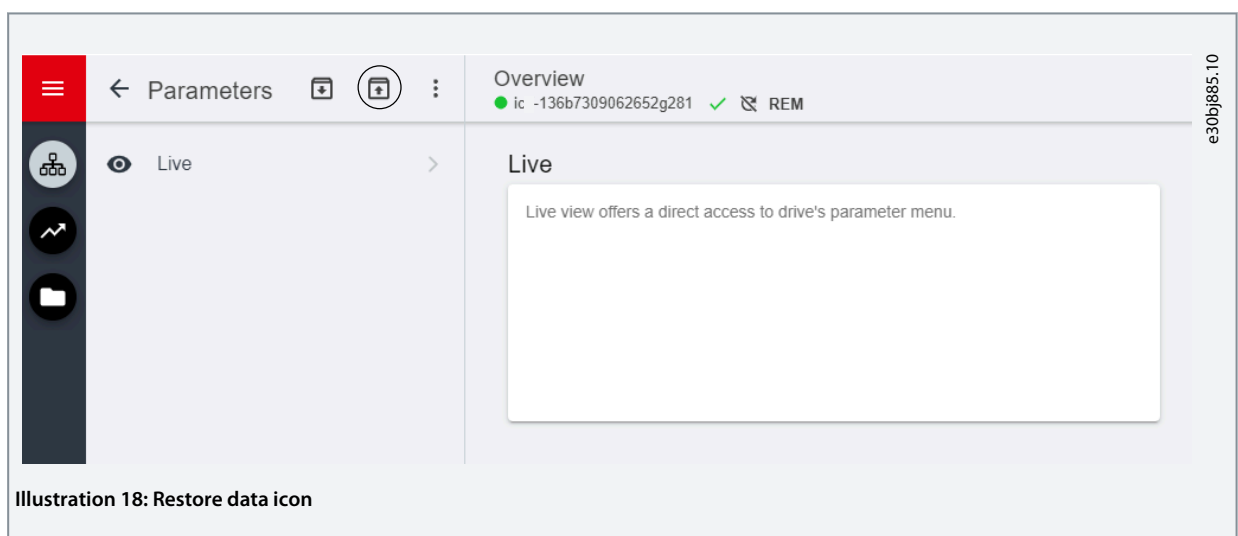 Parameters
Overview
ic -136b7309062652g281 REM
Live
Live
Live view offers a direct access to drive's parameter menu.
e30bj885.10
Illustration 18: Restore data icon